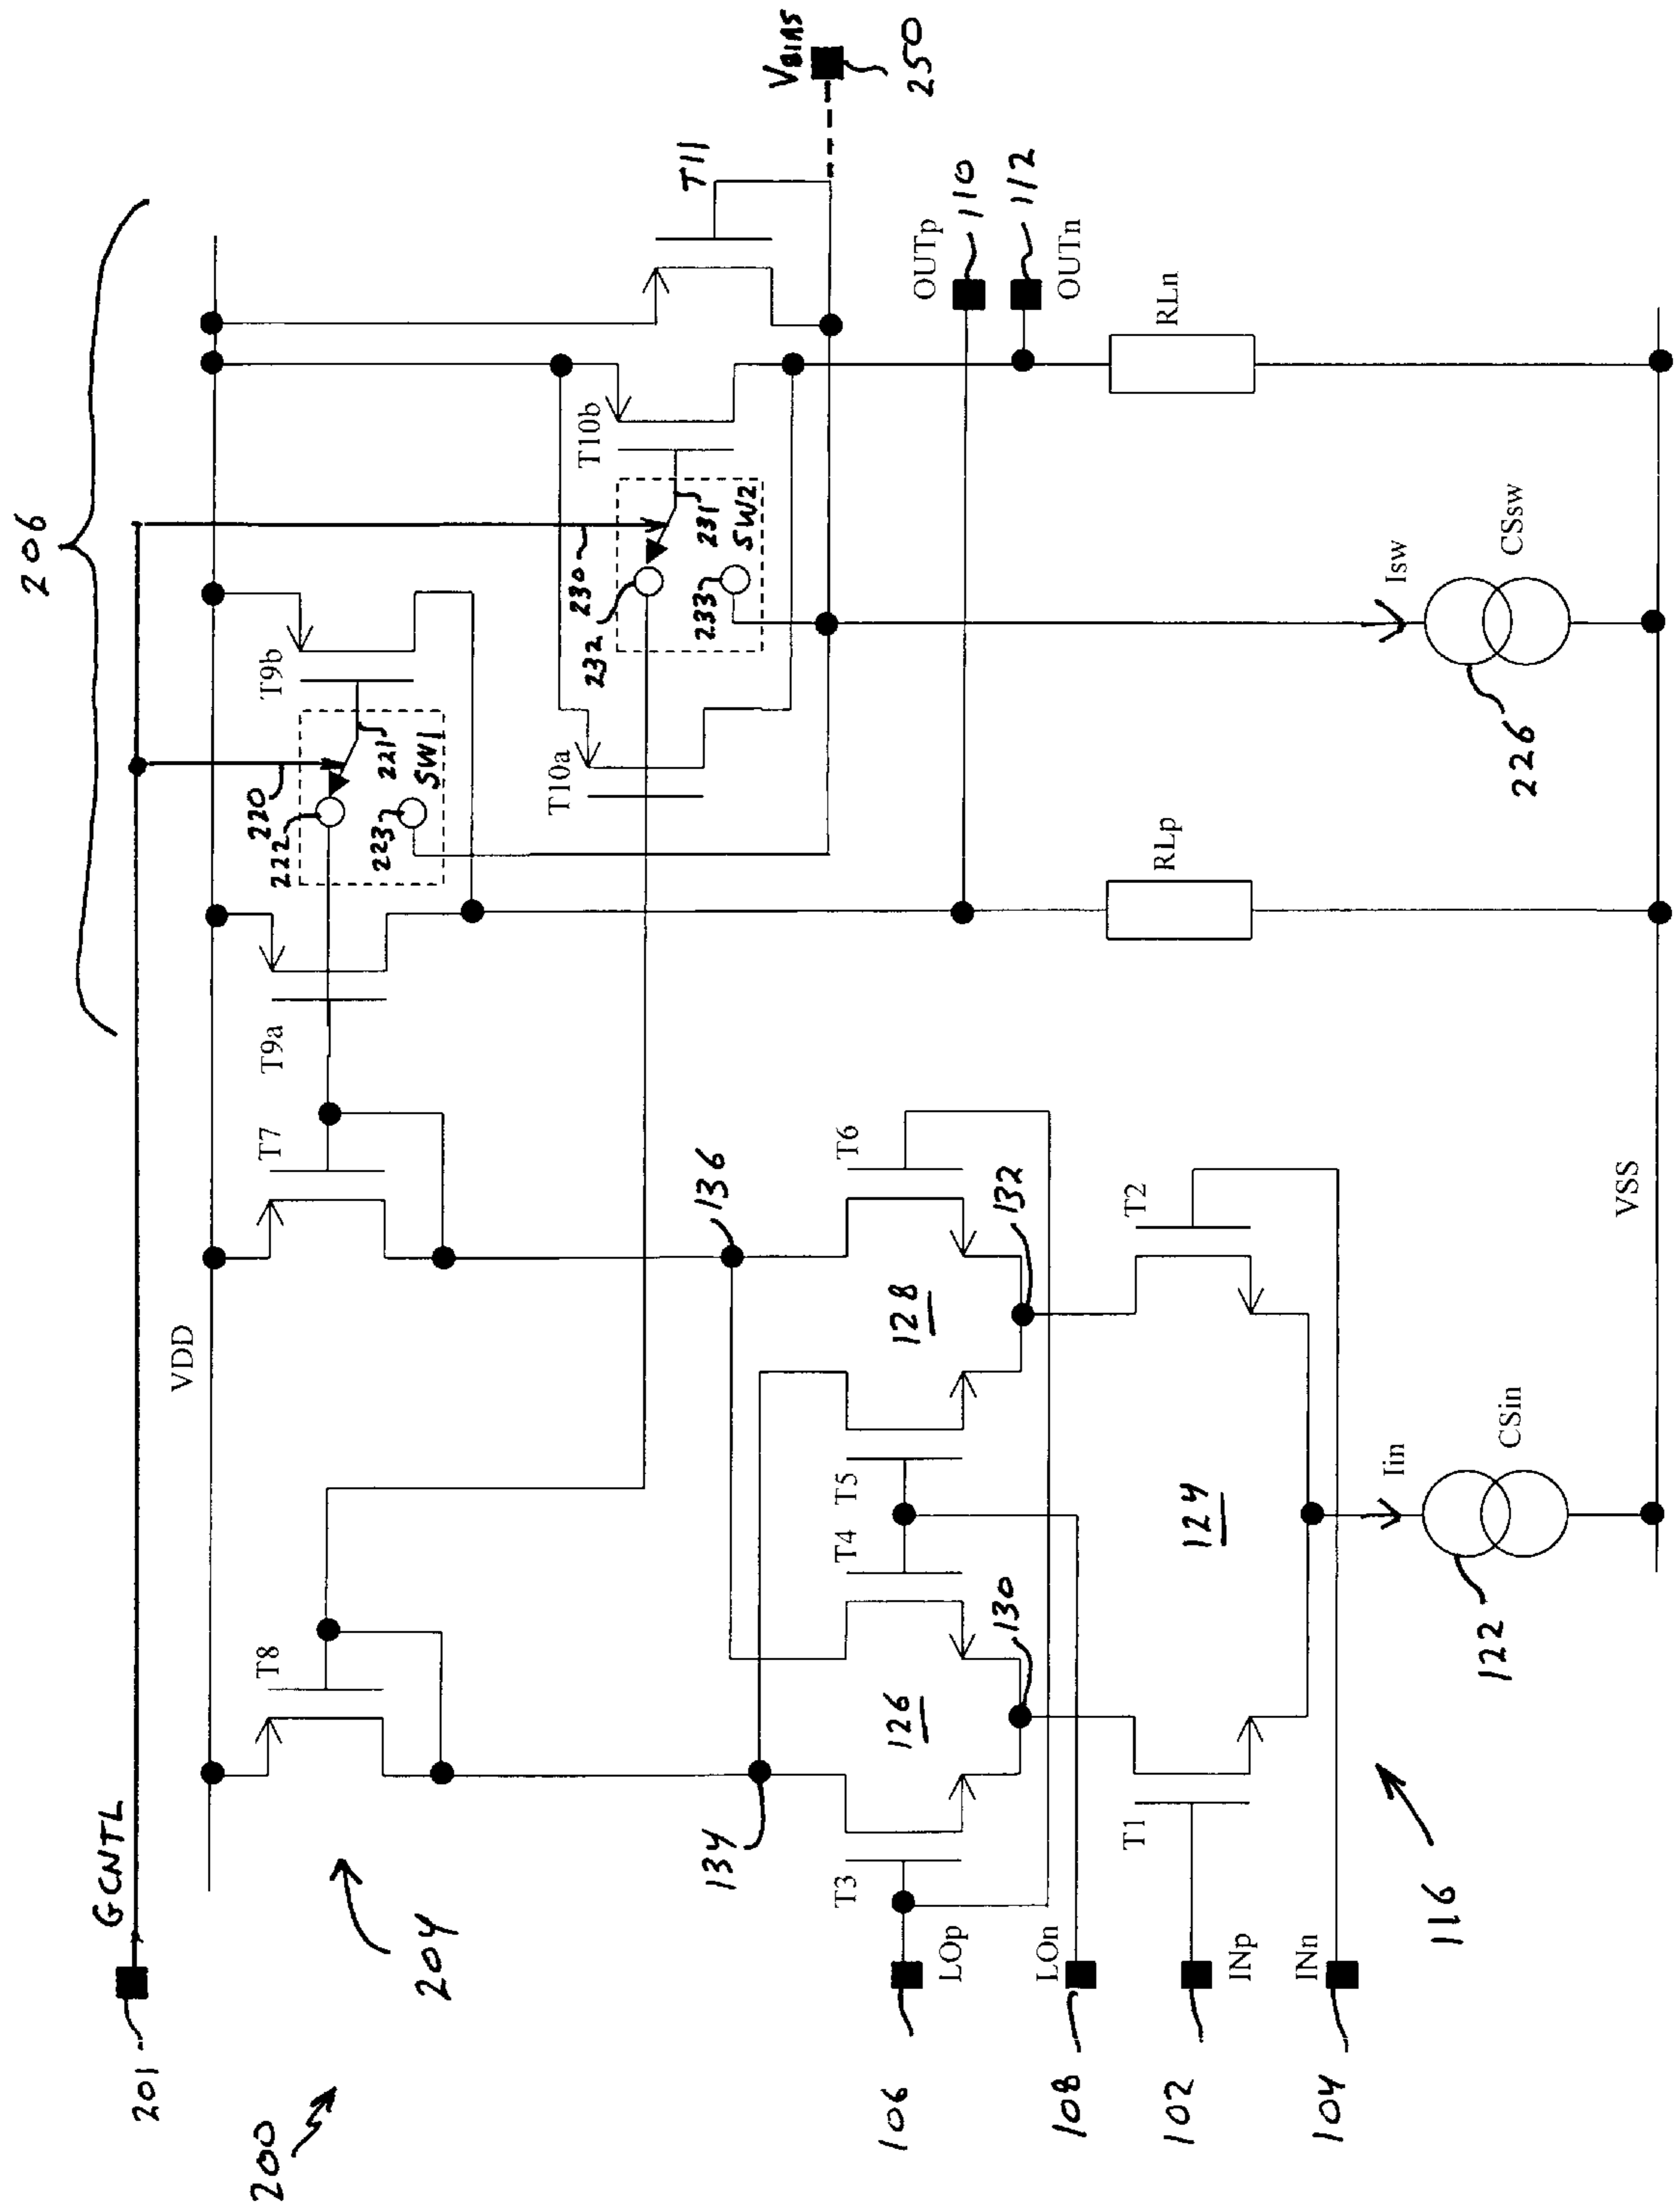 206
201
GCNTL
200
204
VDD
T8
T7
T9a
T9b
T10a
T10b
T11
220
222
221
223
SW1
230
232
231
233
SW2
VBIAS
250
136
134
OUTp
110
OUTn
112
T3
T4
T5
T6
126
128
130
132
106
LOp
108
LOn
102
INp
104
INn
T1
T2
124
116
RLp
RLn
Iin
CSin
122
Isw
CSsw
226
VSS